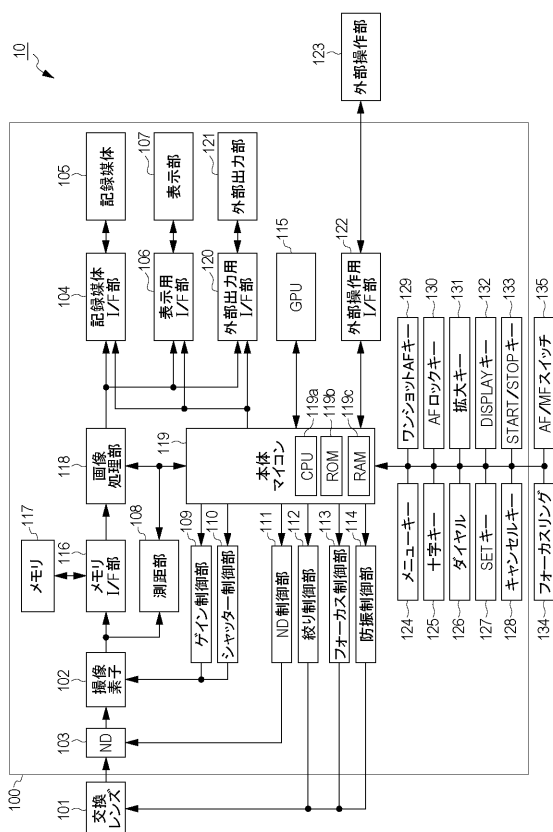 10
100
101
交換
レンズ
103
ND
102
撮像
素子
116
メモリ
I/F部
117
メモリ
118
画像
処理部
108
測距部
104
記録媒体
I/F部
105
記録媒体
106
表示用
I/F部
107
表示部
120
外部出力用
I/F部
121
外部出力部
115
GPU
122
外部操作用
I/F部
123
外部操作部
119
本体
マイコン
119a
CPU
119b
ROM
119c
RAM
109
ゲイン制御部
110
シャッター制御部
111
ND制御部
112
絞り制御部
113
フォーカス制御部
114
防振制御部
124
メニューキー
125
十字キー
126
ダイヤル
127
SETキー
128
キャンセルキー
134
フォーカスリング
129
ワンショットAFキー
130
AFロックキー
131
拡大キー
132
DISPLAYキー
133
START/STOPキー
135
AF/MFスイッチ